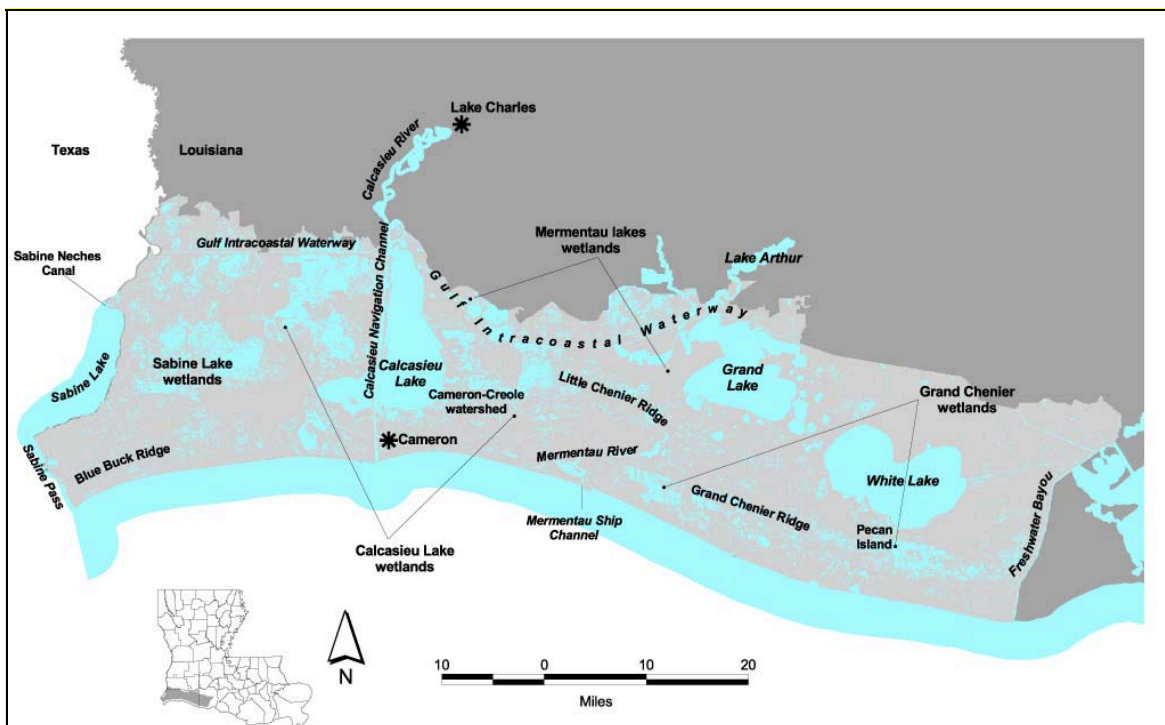 Lake Charles
Texas
Louisiana
Calcasieu River
Gulf Intracoastal Waterway
Mermentau lakes
wetlands
Lake Arthur
Sabine Neches
Canal
Calcasieu Navigation Channel
Gulf Intracoastal Waterway
Sabine Lake
Sabine Lake
wetlands
Calcasieu
Lake
Grand
Lake
Cameron-Creole
watershed
Little Chenier Ridge
Grand Chenier
wetlands
Cameron
Sabine Pass
Blue Buck Ridge
Mermentau River
White Lake
Grand Chenier Ridge
Freshwater Bayou
Mermentau Ship
Channel
Pecan
Island
Calcasieu Lake
wetlands
N
10 0 10 20
Miles